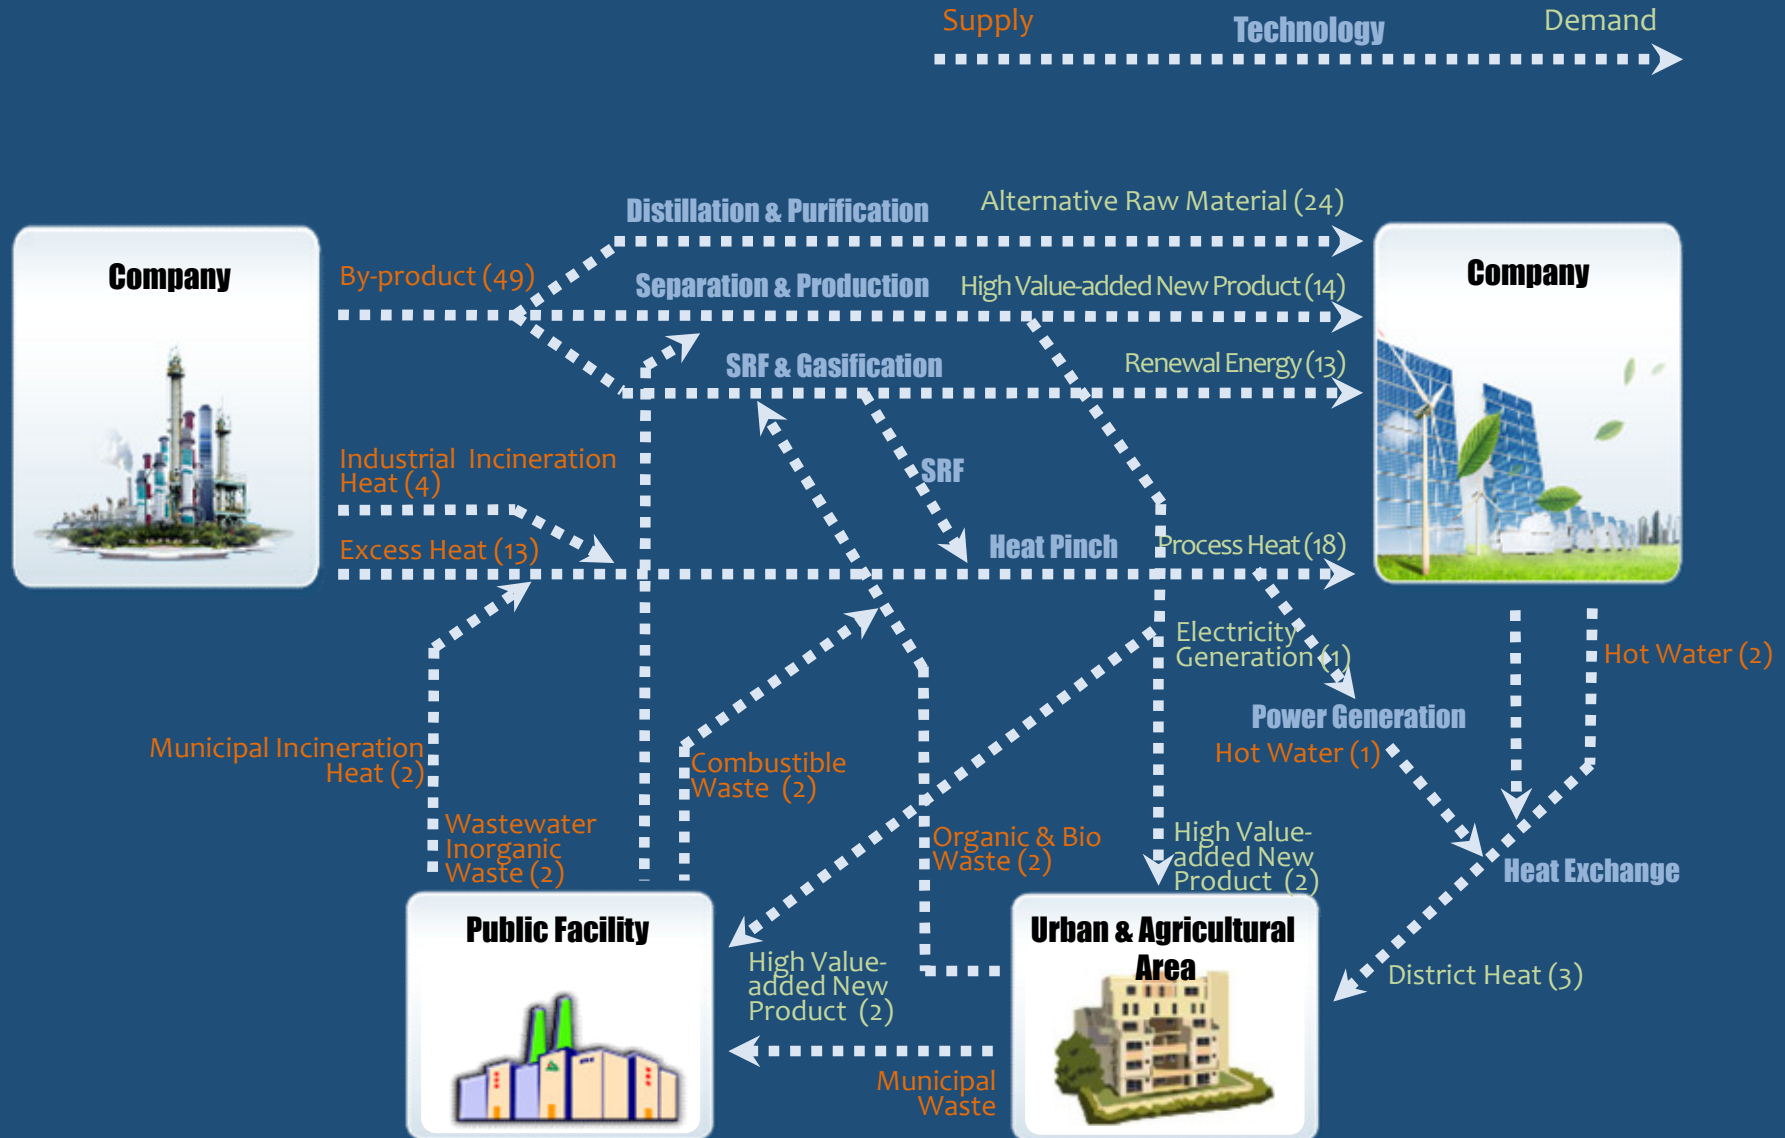 Supply
Technology
Demand
Distillation & Purification
Alternative Raw Material (24)
Company
By-product (49)
Separation & Production
High Value-added New Product (14)
Company
SRF & Gasification
Renewal Energy (13)
Industrial Incineration
Heat (4)
SRF
Excess Heat (13)
Heat Pinch
Process Heat (18)
Electricity
Generation (1)
Hot Water (2)
Power Generation
Hot Water (1)
Municipal Incineration
Heat (2)
Combustible
Waste (2)
Wastewater
Inorganic
Waste (2)
Organic & Bio
Waste (2)
High Value-
added New
Product (2)
Heat Exchange
Public Facility
Urban & Agricultural
Area
High Value-
added New
Product (2)
District Heat (3)
Municipal
Waste